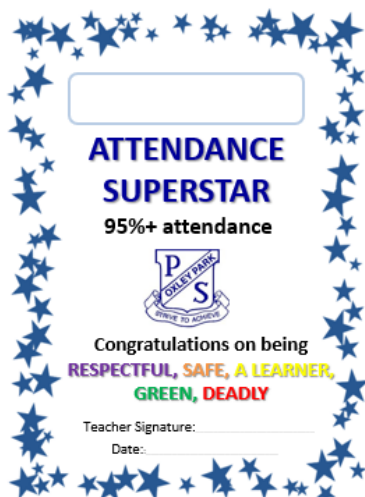 ATTENDANCE
SUPERSTAR
95%+ attendance
P
OXLEY PARK
S
STRIVE TO ACHIEVE
Congratulations on being
RESPECTFUL, SAFE, A LEARNER,
GREEN, DEADLY
Teacher Signature:
Date: